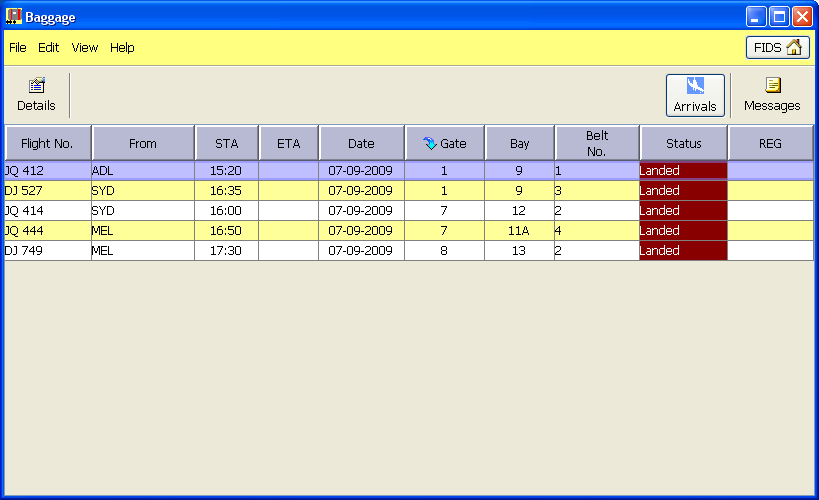 Baggage
File Edit View Help FIDS
Details Arrivals Messages
Flight No. From STA ETA Date Gate Bay Belt No. Status REG
JQ 412 ADL 15:20 07-09-2009 1 9 1 Landed
DJ 527 SYD 16:35 07-09-2009 1 9 3 Landed
JQ 414 SYD 16:00 07-09-2009 7 12 2 Landed
JQ 444 MEL 16:50 07-09-2009 7 11A 4 Landed
DJ 749 MEL 17:30 07-09-2009 8 13 2 Landed